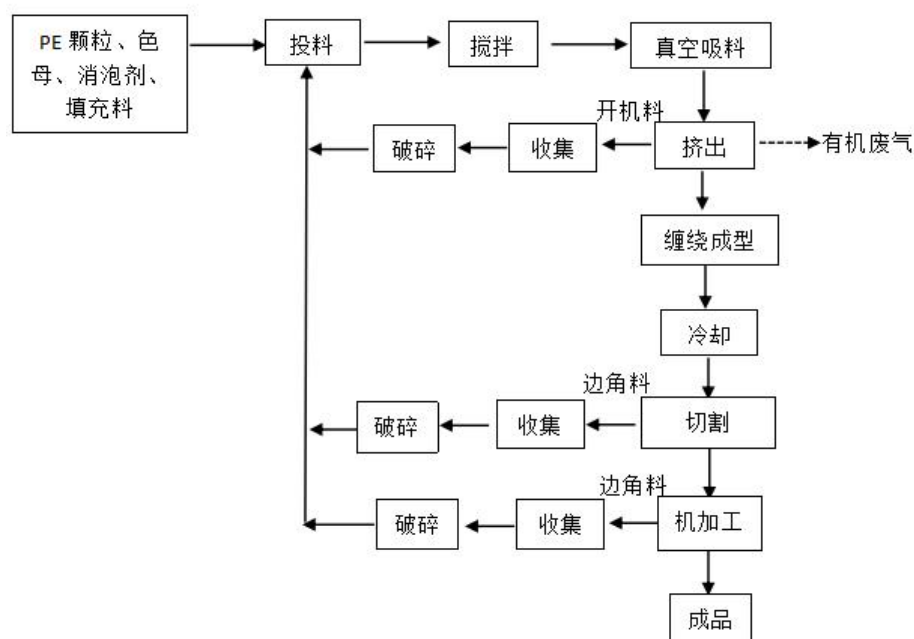 PE 颗粒、色
母、消泡剂、
填充料
投料
搅拌
真空吸料
开机料
破碎
收集
挤出
有机废气
缠绕成型
冷却
边角料
破碎
收集
切割
边角料
破碎
收集
机加工
成品